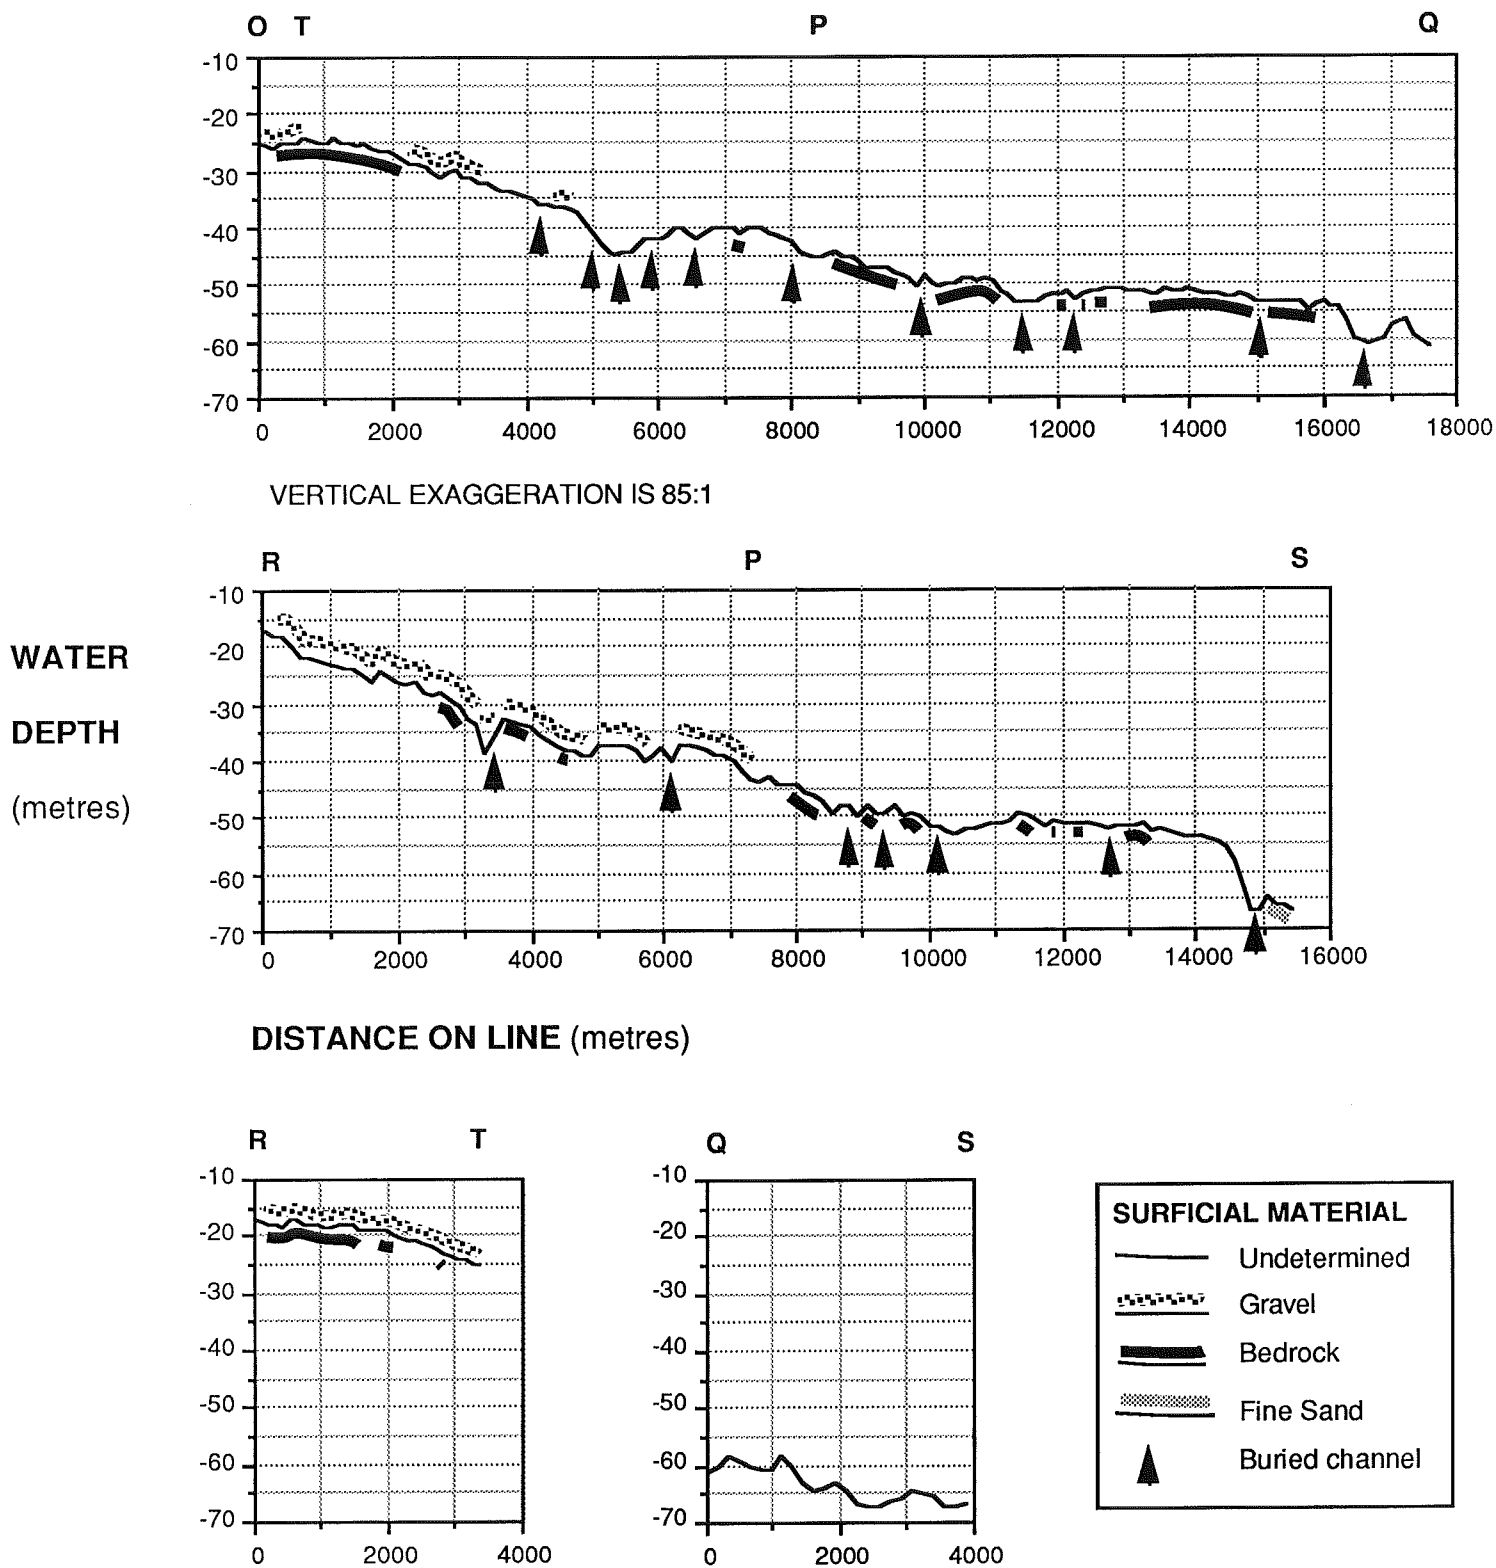 O T P Q
-10
-20
-30
-40
-50
-60
-70
0 2000 4000 6000 8000 10000 12000 14000 16000 18000
VERTICAL EXAGGERATION IS 85:1
R P S
WATER
DEPTH
(metres)
-10
-20
-30
-40
-50
-60
-70
0 2000 4000 6000 8000 10000 12000 14000 16000
DISTANCE ON LINE (metres)
R T
-10
-20
-30
-40
-50
-60
-70
0 2000 4000
Q S
-10
-20
-30
-40
-50
-60
-70
0 2000 4000
SURFICIAL MATERIAL
Undetermined
Gravel
Bedrock
Fine Sand
Buried channel